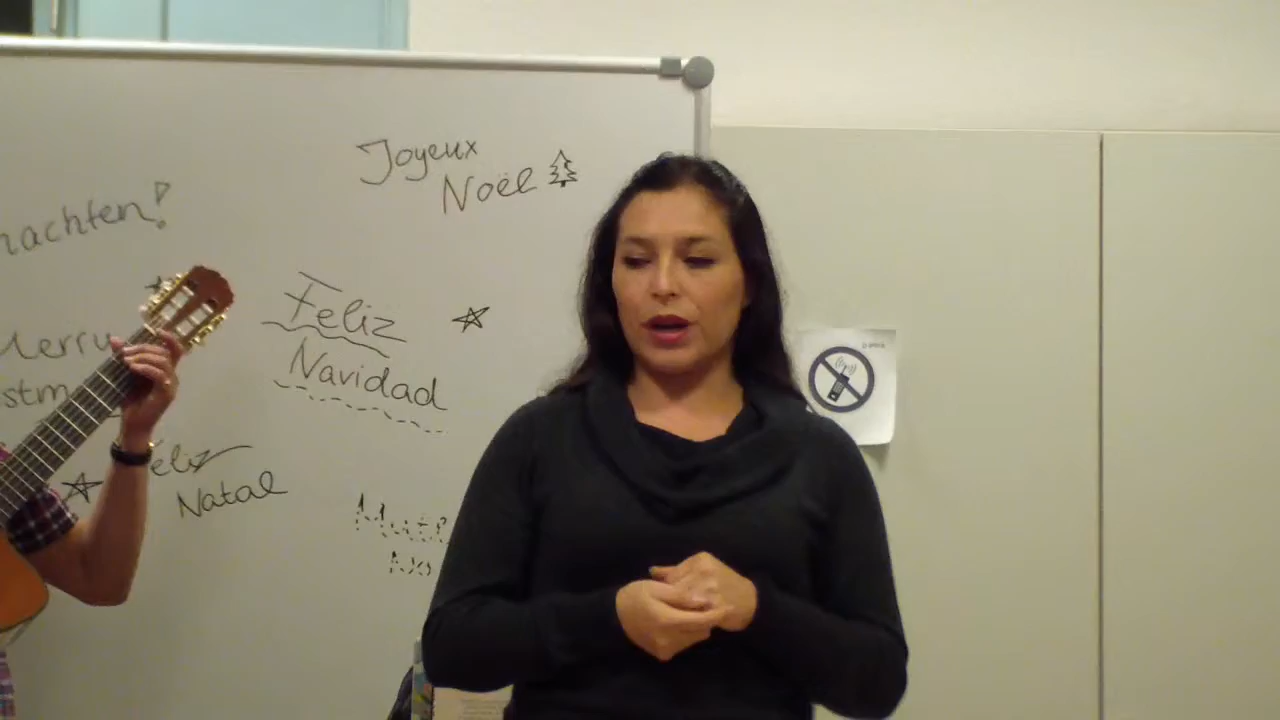 Joyeux
Noël
nachten!
Feliz
Navidad
Merry
stm
eliz
Natal